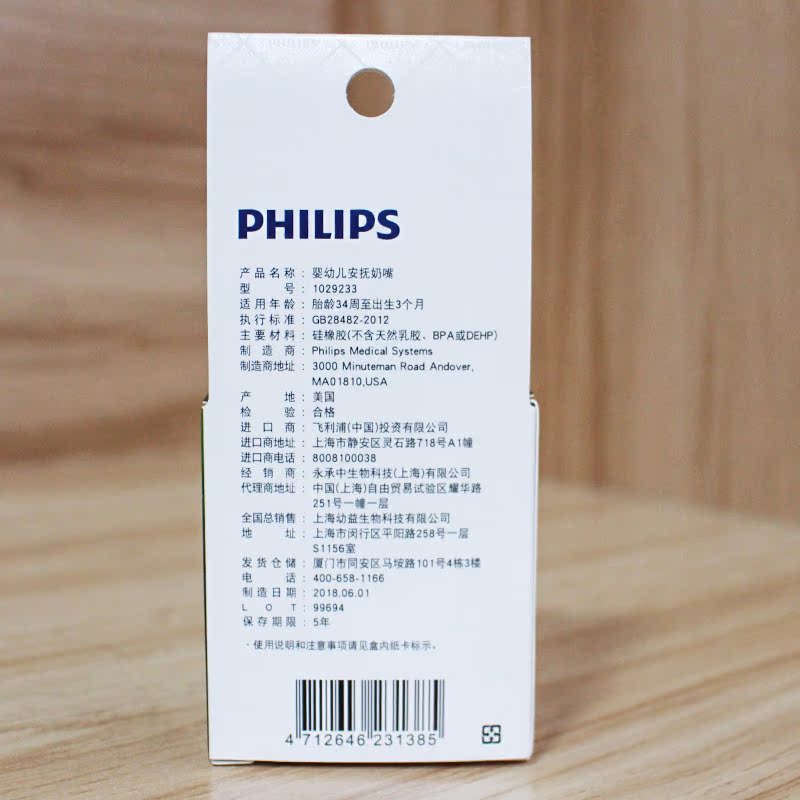 PHILIPS
产品名称：婴幼儿安抚奶嘴
型号：1029233
适用年龄：胎龄34周至出生3个月
执行标准：GB28482-2012
主要材料：硅橡胶(不含天然乳胶、BPA或DEHP)
制造商：Philips Medical Systems
制造商地址：3000 Minuteman Road Andover,
MA01810,USA
产地：美国
检验：合格
进口商：飞利浦(中国)投资有限公司
进口商地址：上海市静安区灵石路718号A1幢
进口商电话：8008100038
经销商：永承中生物科技(上海)有限公司
代理商地址：中国(上海)自由贸易试验区耀华路
251号一幢一层
全国总销售：上海幼益生物科技有限公司
地址：上海市闵行区平阳路258号一层
S1156室
发货仓储：厦门市同安区马垵路101号4栋3楼
电话：400-658-1166
制造日期：2018.06.01
LOT：99694
保存期限：5年
·使用说明和注意事项请见盒内纸卡标示。
4 712646 231385